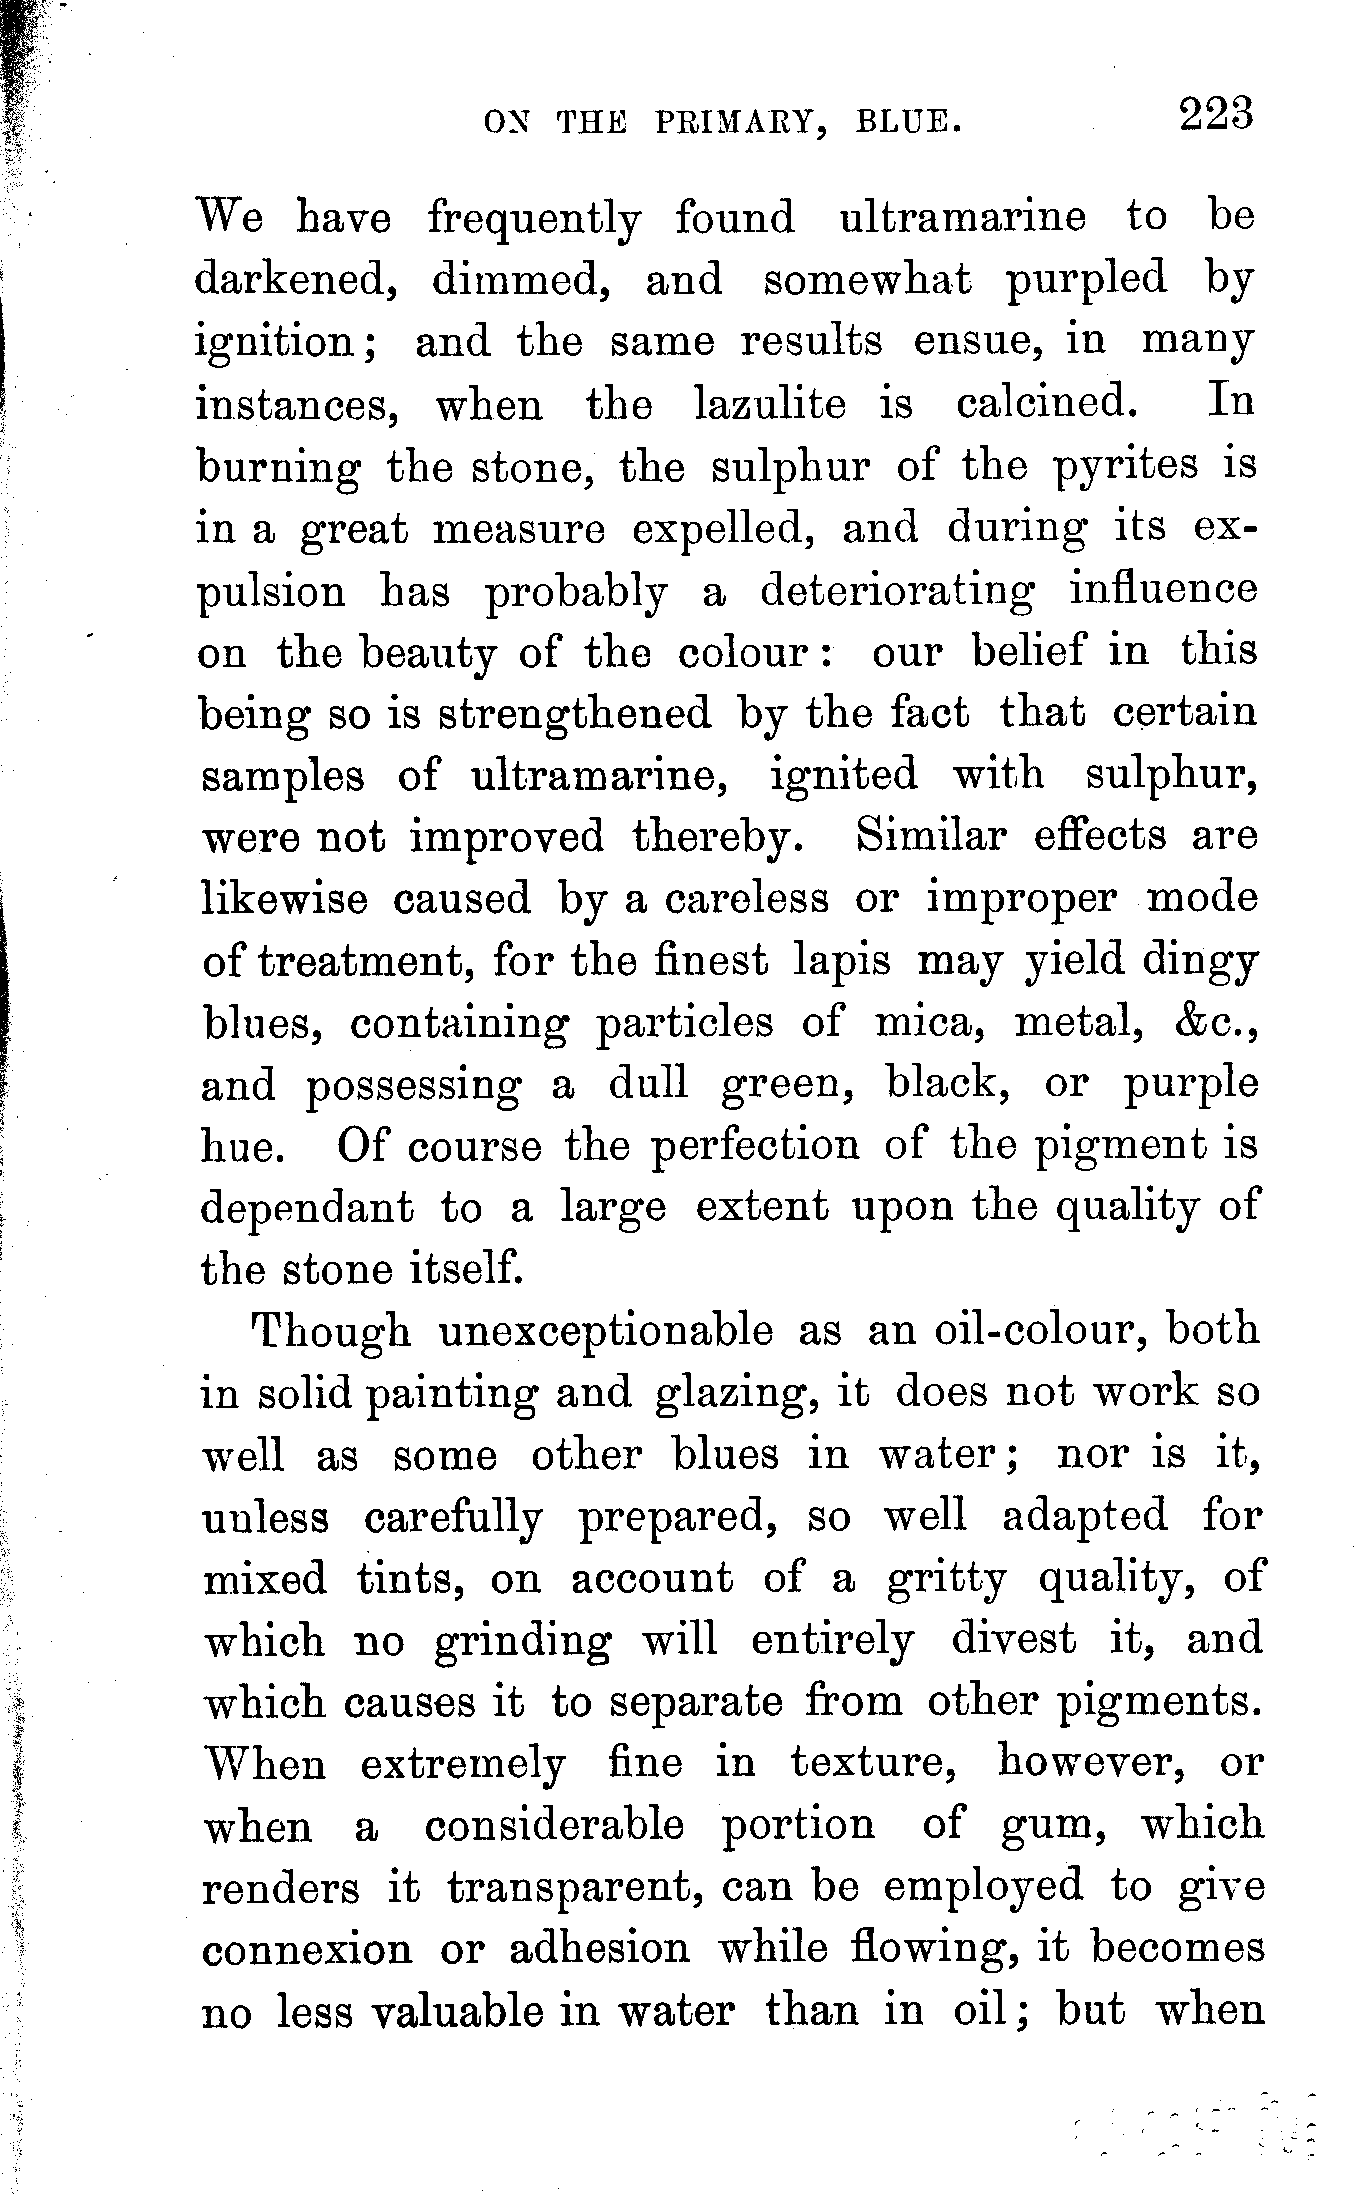 ON THE PRIMARY, BLUE. 223
We have frequently found ultramarine to be
darkened, dimmed, and somewhat purpled by
ignition; and the same results ensue, in many
instances, when the lazulite is calcined. In
burning the stone, the sulphur of the pyrites is
in a great measure expelled, and during its ex-
pulsion has probably a deteriorating influence
on the beauty of the colour: our belief in this
being so is strengthened by the fact that certain
samples of ultramarine, ignited with sulphur,
were not improved thereby. Similar effects are
likewise caused by a careless or improper mode
of treatment, for the finest lapis may yield dingy
blues, containing particles of mica, metal, &c.,
and possessing a dull green, black, or purple
hue. Of course the perfection of the pigment is
dependant to a large extent upon the quality of
the stone itself.
Though unexceptionable as an oil-colour, both
in solid painting and glazing, it does not work so
well as some other blues in water; nor is it,
unless carefully prepared, so well adapted for
mixed tints, on account of a gritty quality, of
which no grinding will entirely divest it, and
which causes it to separate from other pigments.
When extremely fine in texture, however, or
when a considerable portion of gum, which
renders it transparent, can be employed to give
connexion or adhesion while flowing, it becomes
no less valuable in water than in oil; but when